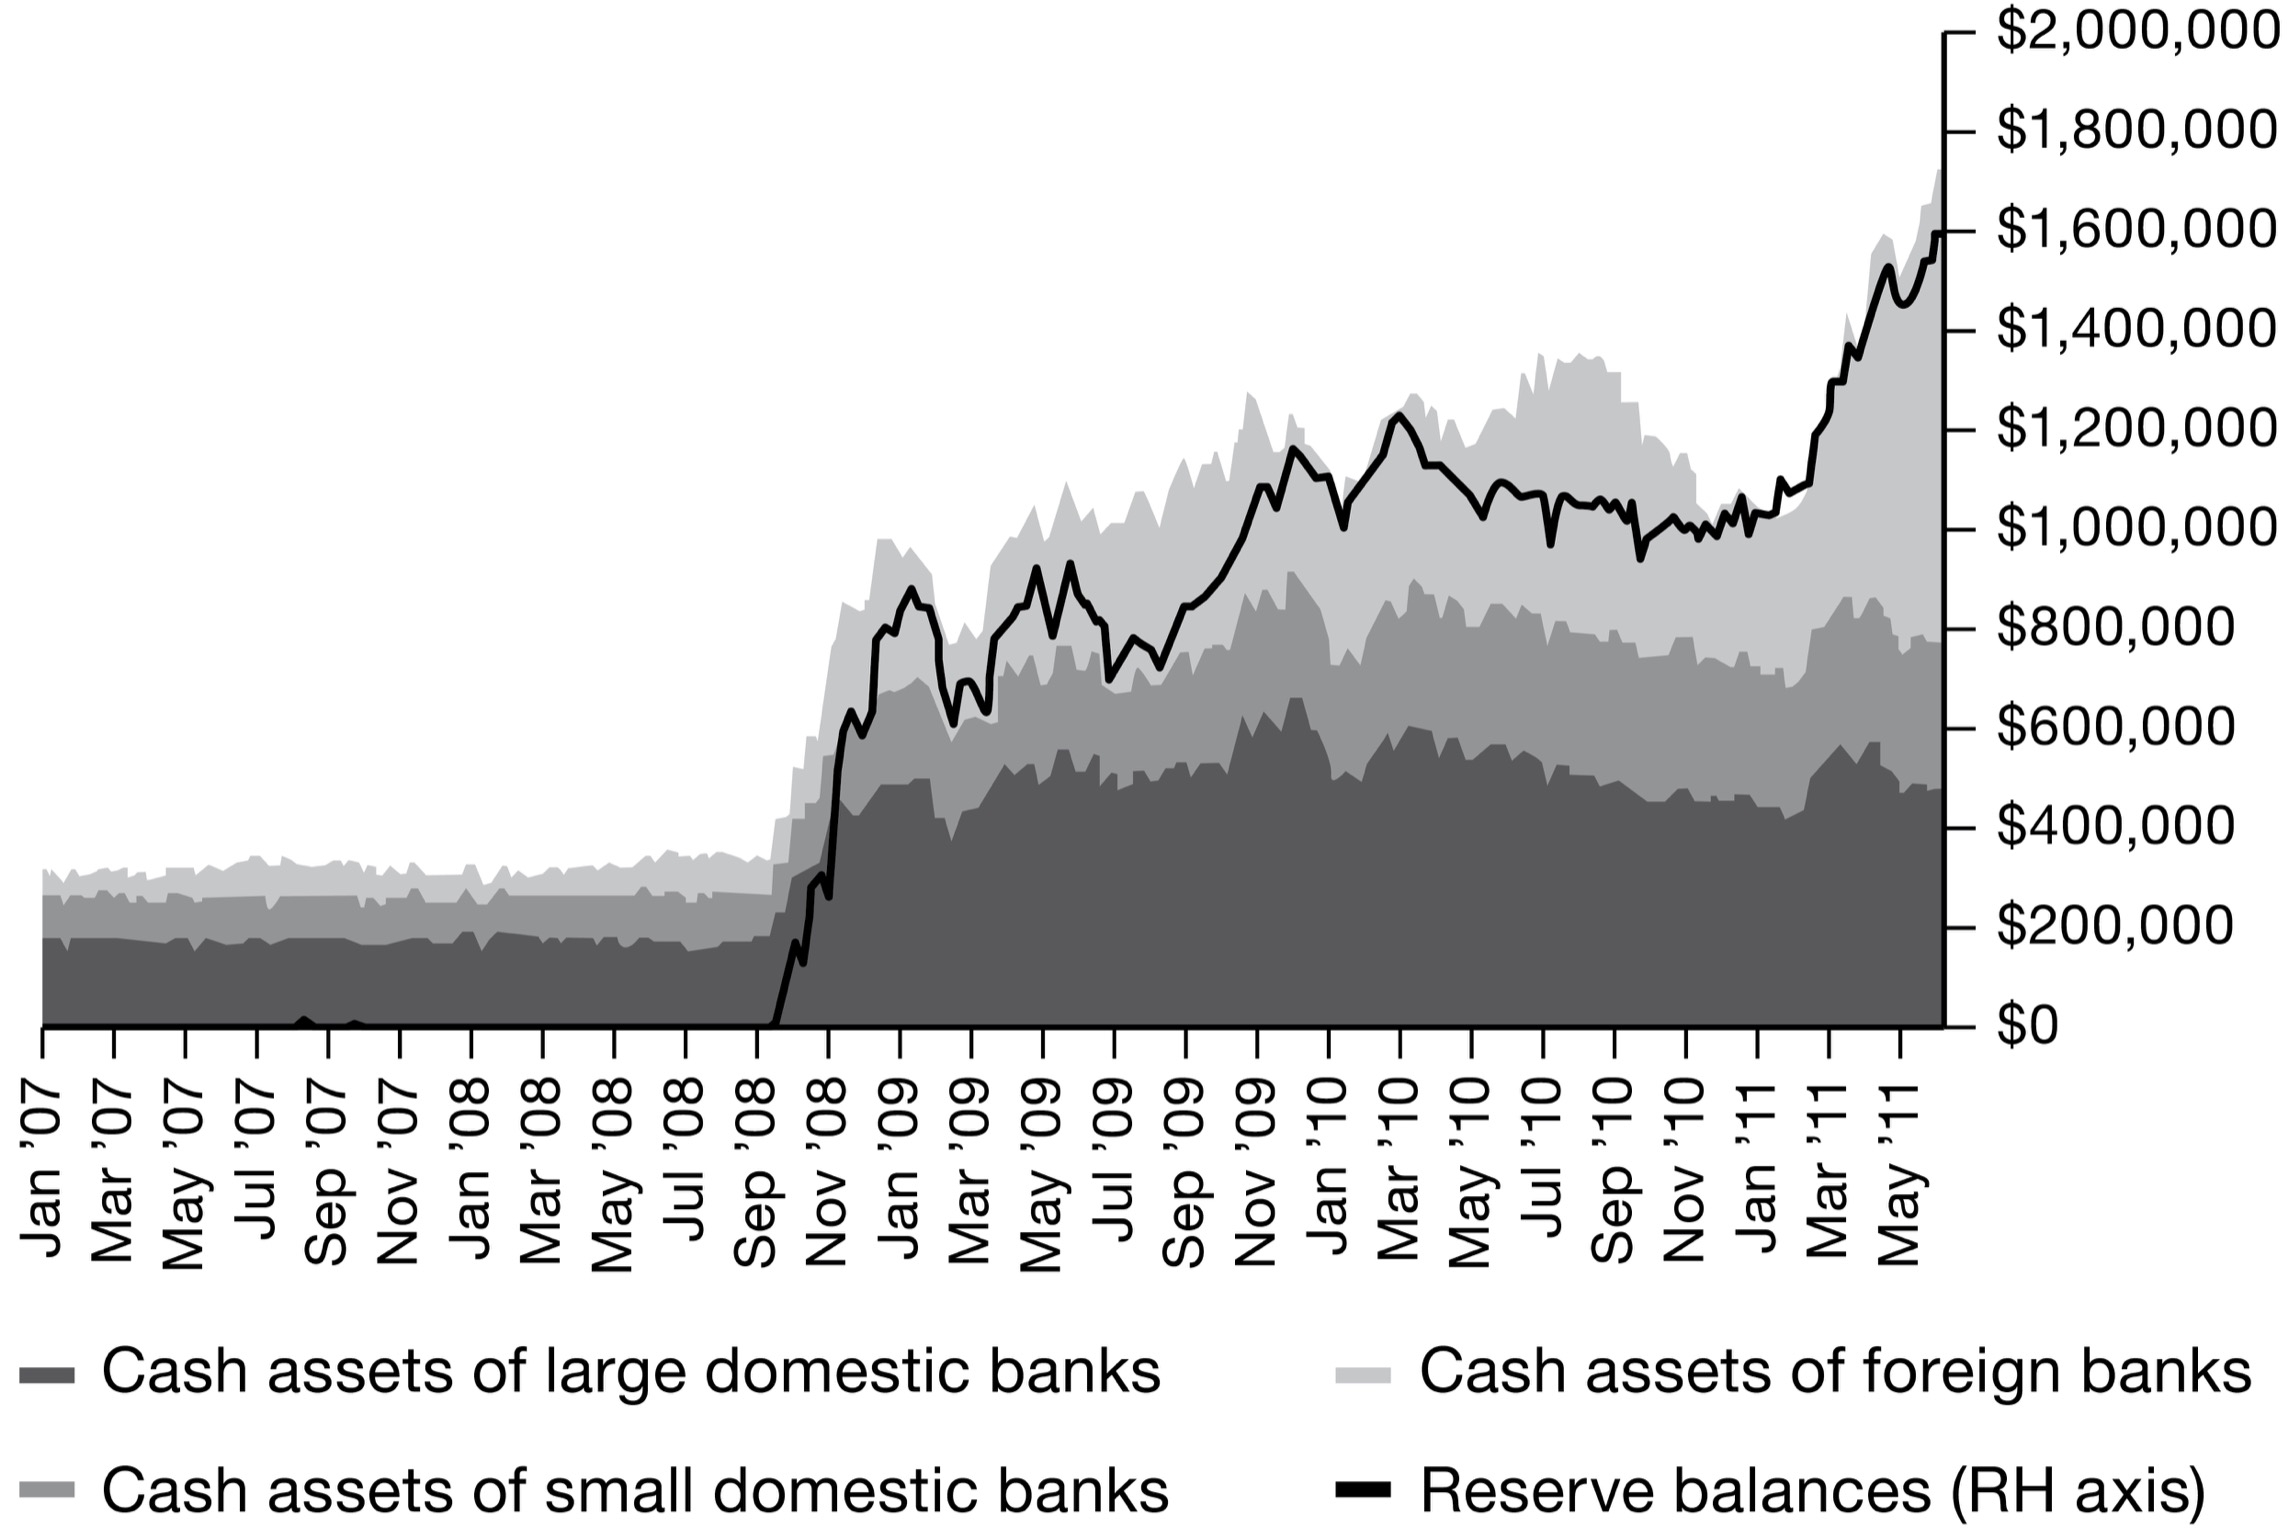 $2,000,000
$1,800,000
$1,600,000
$1,400,000
$1,200,000
$1,000,000
$800,000
$600,000
$400,000
$200,000
$0
Jan ’07
Mar ’07
May ’07
Jul ’07
Sep ’07
Nov ’07
Jan ’08
Mar ’08
May ’08
Jul ’08
Sep ’08
Nov ’08
Jan ’09
Mar ’09
May ’09
Jul ’09
Sep ’09
Nov ’09
Jan ’10
Mar ’10
May ’10
Jul ’10
Sep ’10
Nov ’10
Jan ’11
Mar ’11
May ’11
Cash assets of large domestic banks
Cash assets of foreign banks
Cash assets of small domestic banks
Reserve balances (RH axis)